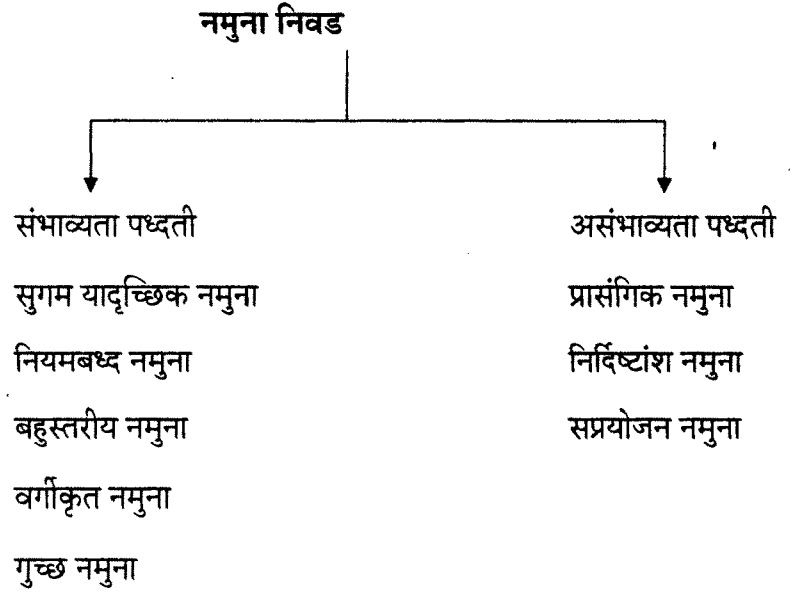 नमुना निवड
संभाव्यता पध्दती
सुगम यादृच्छिक नमुना
नियमबध्द नमुना
बहुस्तरीय नमुना
वर्गीकृत नमुना
गुच्छ नमुना
असंभाव्यता पध्दती
प्रासंगिक नमुना
निर्दिष्टांश नमुना
सप्रयोजन नमुना